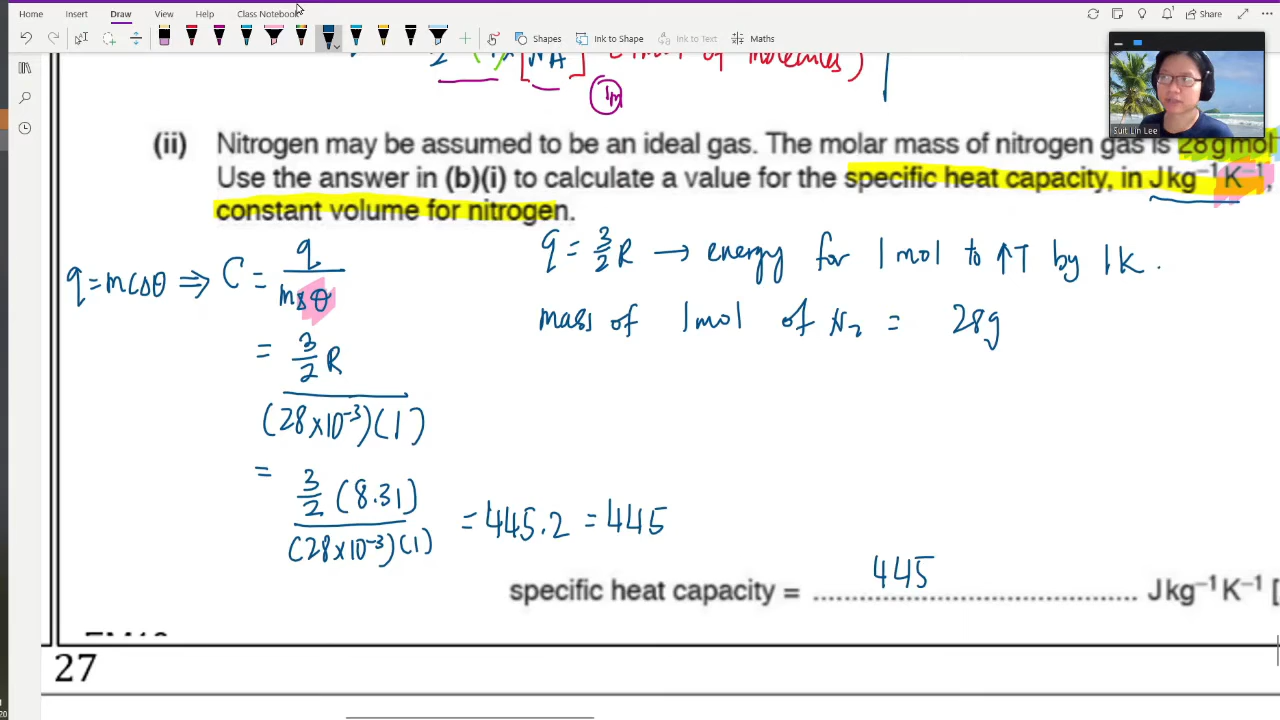 Home Insert Draw View Help Class Notebook Share
Shapes Ink to Shape Ink to Text Maths
of molecules)
1m
Suit Lin Lee
(ii) Nitrogen may be assumed to be an ideal gas. The molar mass of nitrogen gas is 28 g mol
Use the answer in (b)(i) to calculate a value for the specific heat capacity, in J kg⁻¹ K⁻¹,
constant volume for nitrogen.
q = mcΔθ ⇒ C = q / mΔθ
= 3/2 R / (28×10⁻³)(1)
= 3/2 (8.31) / (28×10⁻³)(1) = 445.2 = 445
q = 3/2 R → energy for 1 mol to ↑T by 1K.
mass of 1 mol of N₂ = 28g
445
specific heat capacity = ........................................ J kg⁻¹ K⁻¹ [
27